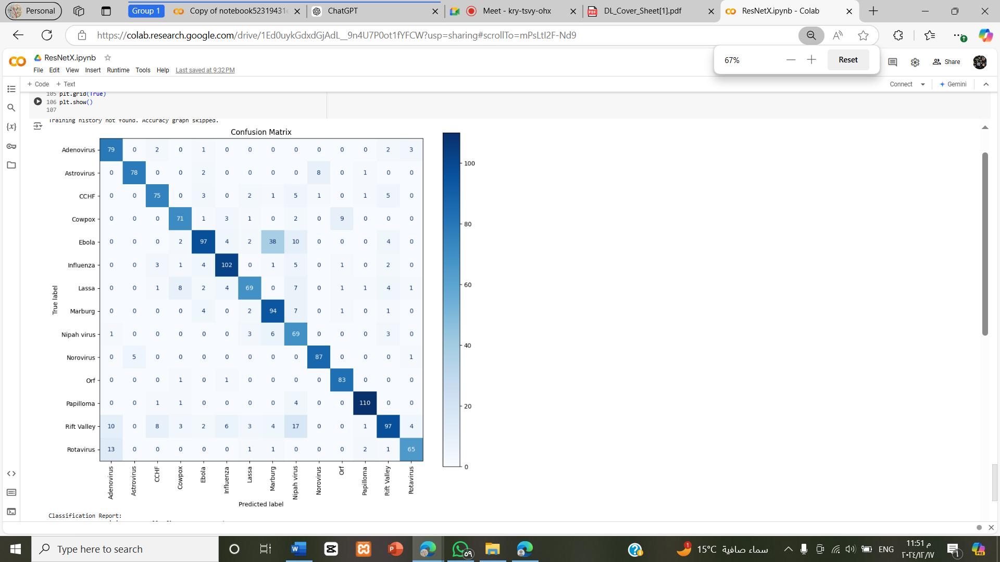 Personal
Group 1
Copy of notebook52319431
ChatGPT
Meet - kry-tsvy-ohx
DL_Cover_Sheet[1].pdf
ResNetX.ipynb - Colab
https://colab.research.google.com/drive/1Ed0uykGdxdGjAdL__9n4U7P0ot1fYFCW?usp=sharing#scrollTo=mPsLtI2F-Nd9
67%
Reset
ResNetX.ipynb
File Edit View Insert Runtime Tools Help Last saved at 9:32 PM
Share
+ Code + Text
Connect
Gemini
105 plt.grid(True)
106 plt.show()
107
Training history not found. Accuracy graph skipped.
Confusion Matrix
Adenovirus 79 0 2 0 1 0 0 0 0 0 0 0 2 3
Astrovirus 0 78 0 0 2 0 0 0 0 8 0 1 0 0
CCHF 0 0 75 0 3 0 2 1 5 1 0 1 5 0
Cowpox 0 0 0 71 1 3 1 0 2 0 9 0 0 0
Ebola 0 0 0 2 97 4 2 38 10 0 0 0 4 0
Influenza 0 0 3 1 4 102 0 1 5 0 1 0 2 0
Lassa 0 0 1 8 2 4 69 0 7 0 1 1 4 1
Marburg 0 0 0 0 4 0 2 94 7 0 1 0 1 0
Nipah virus 1 0 0 0 0 0 3 6 69 0 0 0 3 0
Norovirus 0 5 0 0 0 0 0 0 0 87 0 0 0 1
Orf 0 0 0 1 0 1 0 0 0 0 83 0 0 0
Papilloma 0 0 1 1 0 0 0 0 4 0 0 110 0 0
Rift Valley 10 0 8 3 2 6 3 4 17 0 0 1 97 4
Rotavirus 13 0 0 0 0 0 1 1 0 0 0 2 1 65
True label
Adenovirus Astrovirus CCHF Cowpox Ebola Influenza Lassa Marburg Nipah virus Norovirus Orf Papilloma Rift Valley Rotavirus
Predicted label
100
80
60
40
20
0
Classification Report:
Type here to search
٥٩
1
15°C سماء صافية
ENG
11:51 م
٢٠٢٤/١٢/١٧
1
PRE